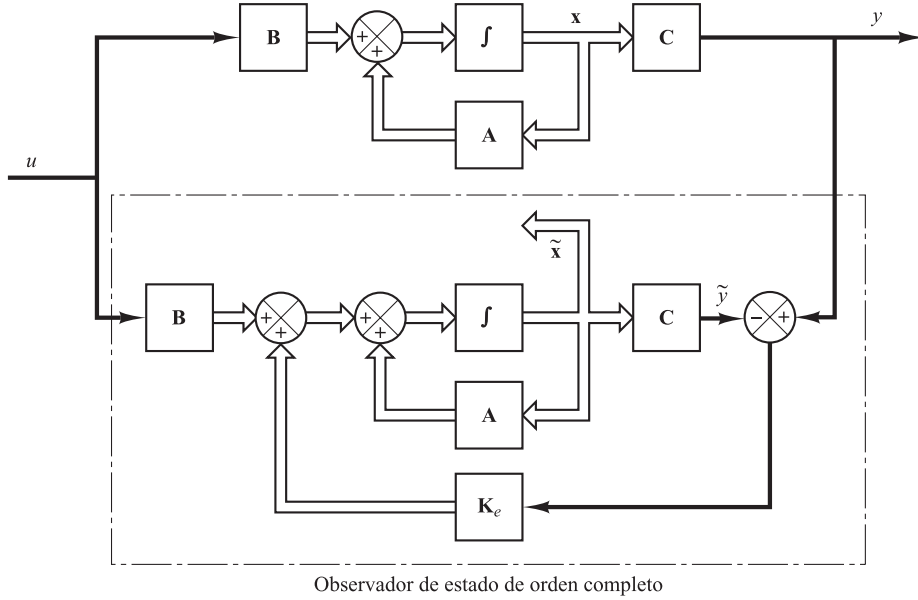 x
y
B
+
+
∫
C
A
u
x̃
B
+
+
+
+
∫
C
ỹ
−
+
A
Kₑ
Observador de estado de orden completo